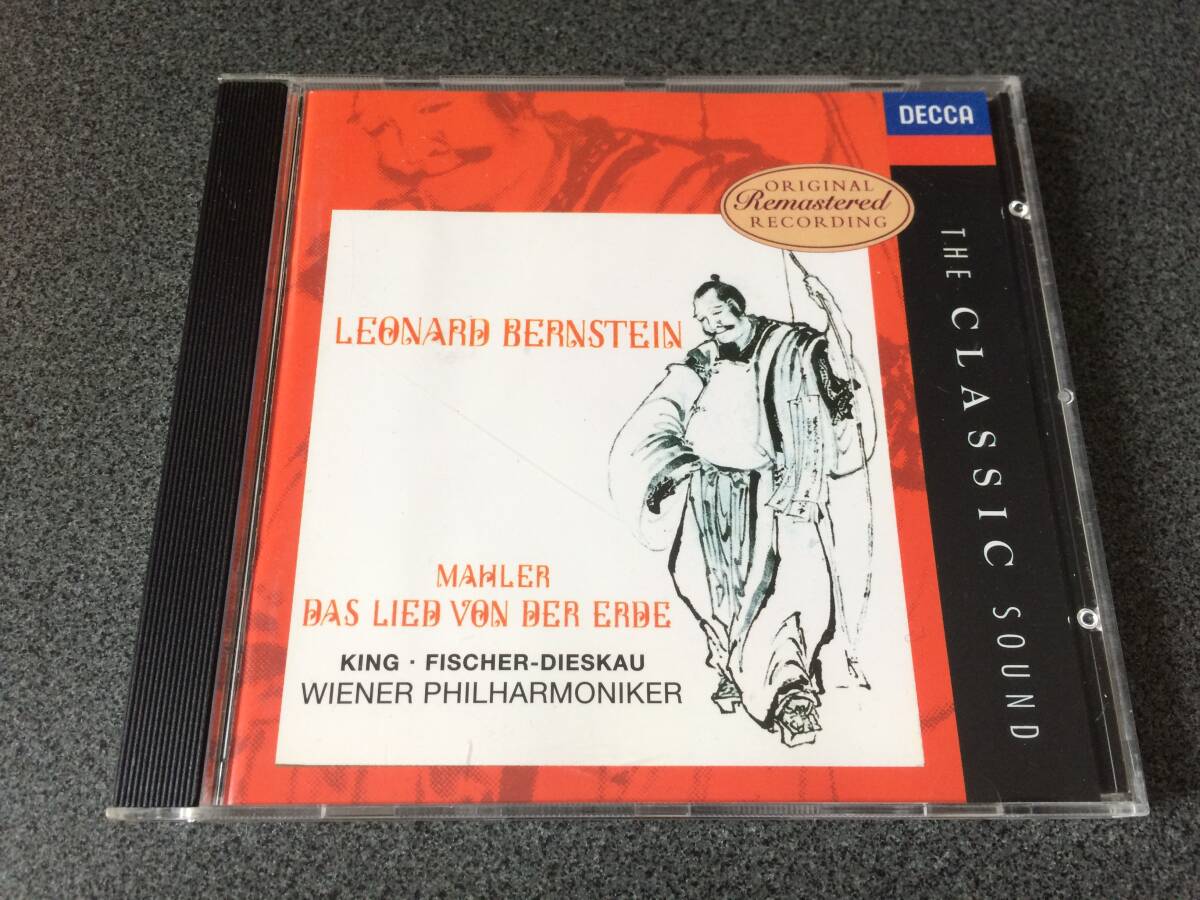 DECCA
ORIGINAL
Remastered
RECORDING
THE CLASSIC SOUND
LEONARD BERNSTEIN
MAHLER
DAS LIED VON DER ERDE
KING · FISCHER-DIESKAU
WIENER PHILHARMONIKER